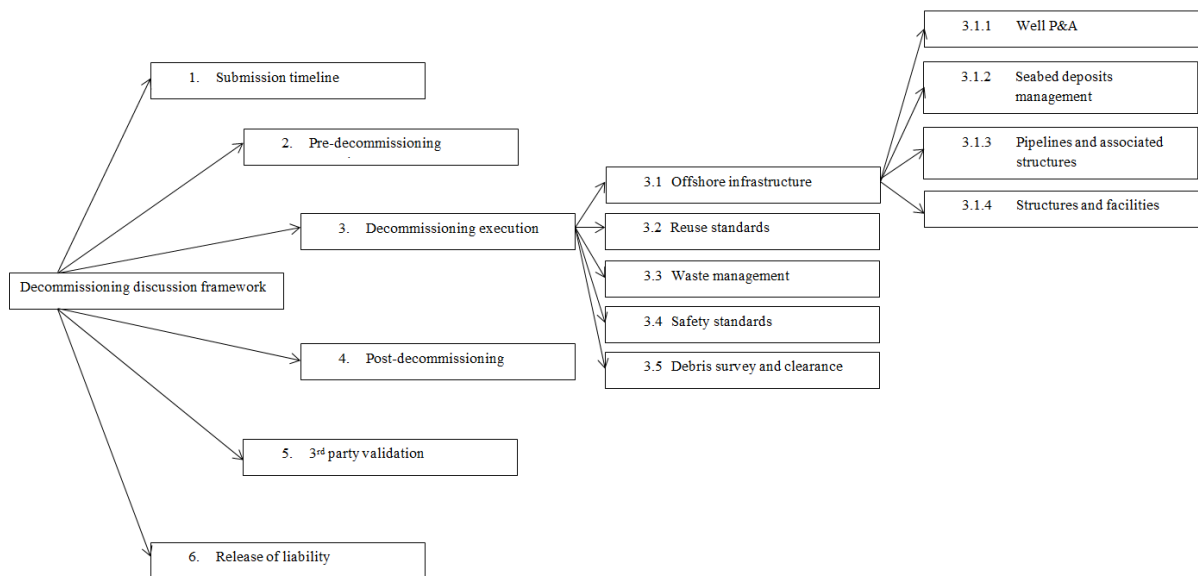 Decommissioning discussion framework
1. Submission timeline
2. Pre-decommissioning
3. Decommissioning execution
3.1 Offshore infrastructure
3.1.1 Well P&A
3.1.2 Seabed deposits
management
3.1.3 Pipelines and associated
structures
3.1.4 Structures and facilities
3.2 Reuse standards
3.3 Waste management
3.4 Safety standards
3.5 Debris survey and clearance
4. Post-decommissioning
5. 3rd party validation
6. Release of liability